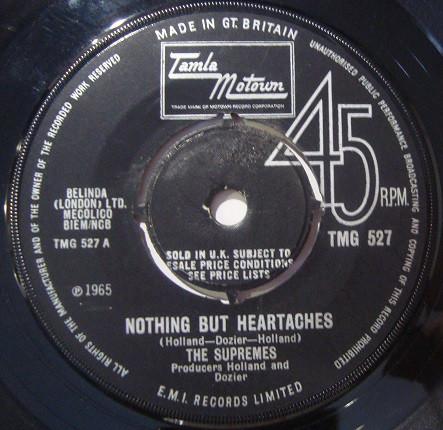 MADE IN GT. BRITAIN
UNAUTHORISED PUBLIC PERFORMANCE BROADCASTING AND COPYING OF THIS RECORD PROHIBITED
ALL RIGHTS OF THE MANUFACTURER AND OF THE OWNER OF THE RECORDED WORK RESERVED
Tamla
Motown
TRADE MARK OF MOTOWN RECORD CORPORATION
45
R.P.M.
BELINDA
(LONDON) LTD.
MECOLICO
BIEM/NCB
TMG 527 A
TMG 527
SOLD IN U.K. SUBJECT TO
ESALE PRICE CONDITIONS
SEE PRICE LISTS
℗ 1965
NOTHING BUT HEARTACHES
(Holland—Dozier—Holland)
THE SUPREMES
Producers Holland and
Dozier
E.M.I. RECORDS LIMITED